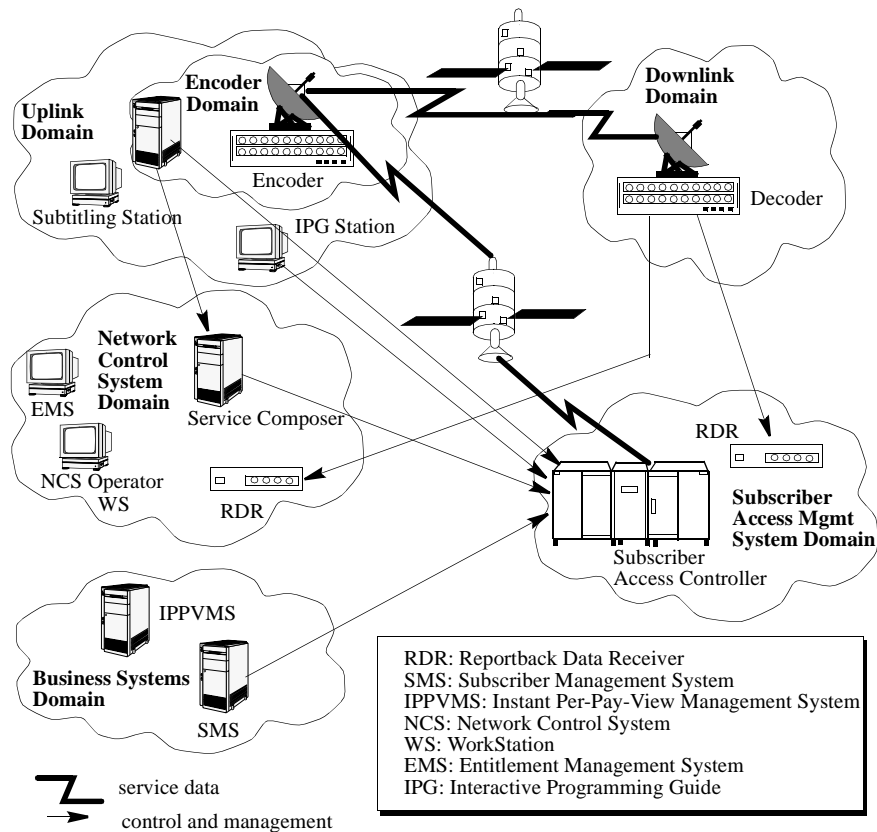 Encoder
Domain
Downlink
Domain
Uplink
Domain
Encoder
Subtitling Station
Decoder
IPG Station
Network
Control
System
Domain
EMS
Service Composer
NCS Operator
WS
RDR
RDR
Subscriber
Access Mgmt
System Domain
Subscriber
Access Controller
IPPVMS
Business Systems
Domain
SMS
RDR: Reportback Data Receiver
SMS: Subscriber Management System
IPPVMS: Instant Per-Pay-View Management System
NCS: Network Control System
WS: WorkStation
EMS: Entitlement Management System
IPG: Interactive Programming Guide
service data
control and management